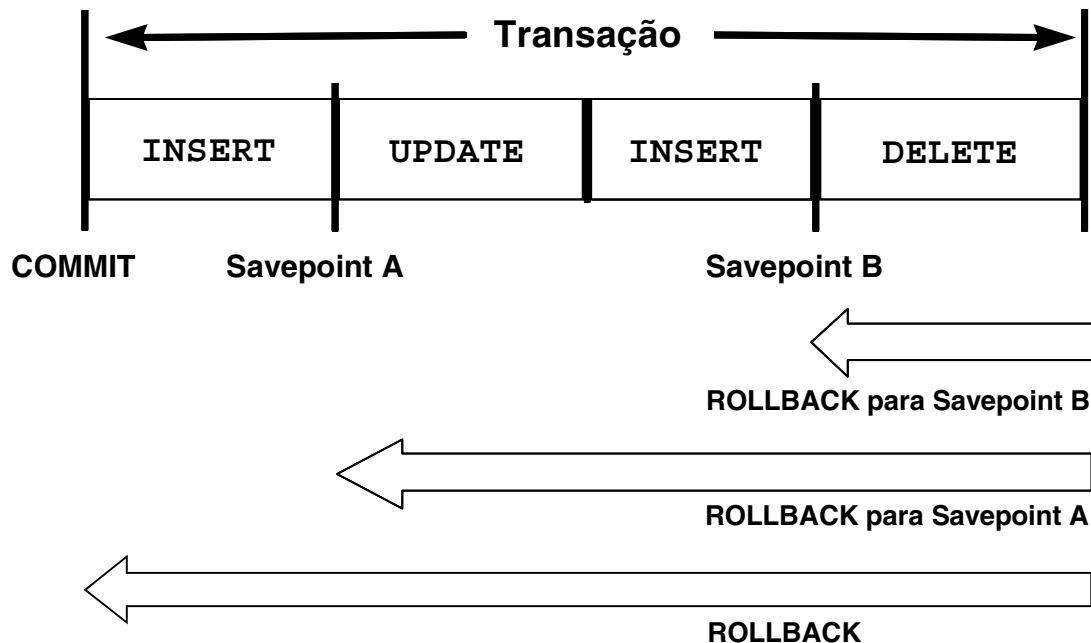 Transação
INSERT UPDATE INSERT DELETE
COMMIT Savepoint A Savepoint B
ROLLBACK para Savepoint B
ROLLBACK para Savepoint A
ROLLBACK